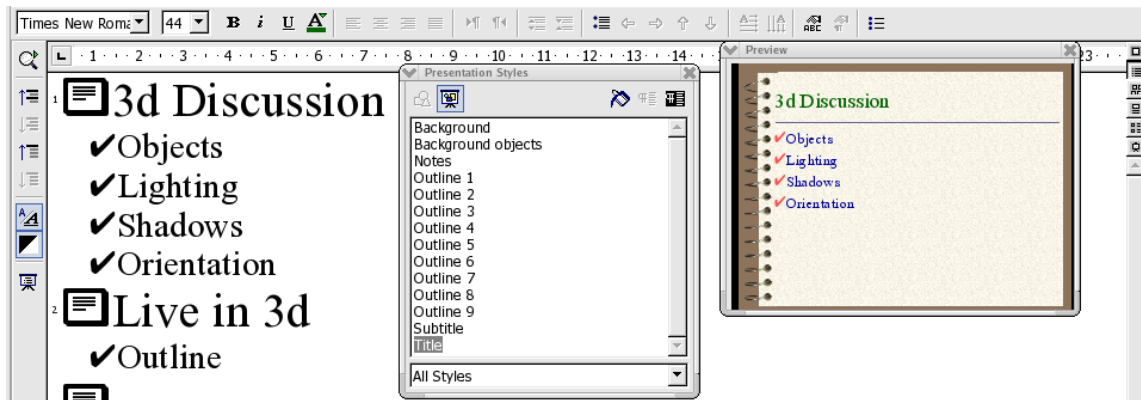 Times New Roma 44 B i U A ABC
L 1 2 3 4 5 6 7 8 9 10 11 12 13 14 23
1 3d Discussion
Objects
Lighting
Shadows
Orientation
2 Live in 3d
Outline
Presentation Styles
Background
Background objects
Notes
Outline 1
Outline 2
Outline 3
Outline 4
Outline 5
Outline 6
Outline 7
Outline 8
Outline 9
Subtitle
Title
All Styles
Preview
3d Discussion
Objects
Lighting
Shadows
Orientation